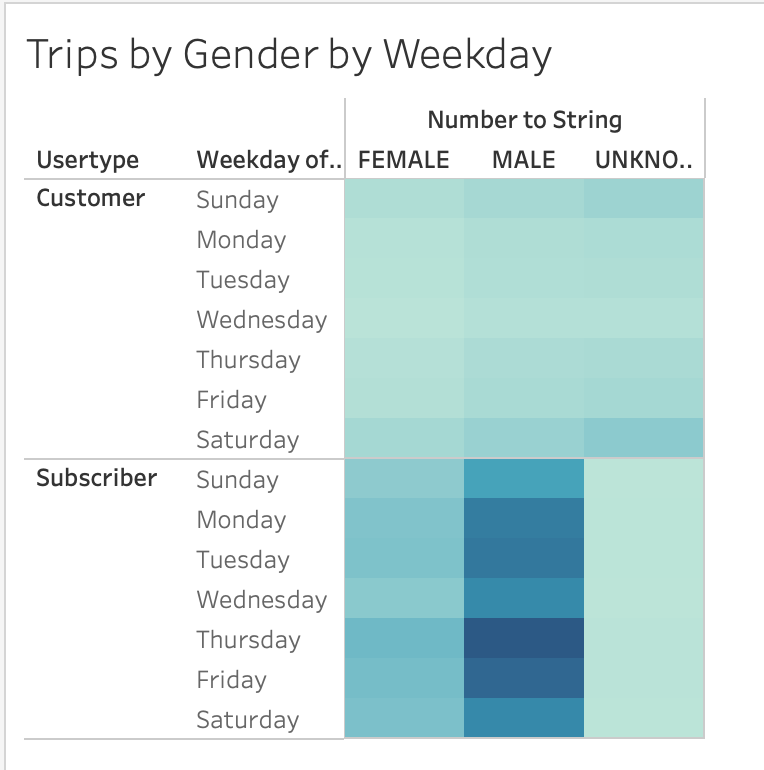 Trips by Gender by Weekday
Number to String
Usertype Weekday of.. FEMALE MALE UNKNO..
Customer Sunday
Monday
Tuesday
Wednesday
Thursday
Friday
Saturday
Subscriber Sunday
Monday
Tuesday
Wednesday
Thursday
Friday
Saturday